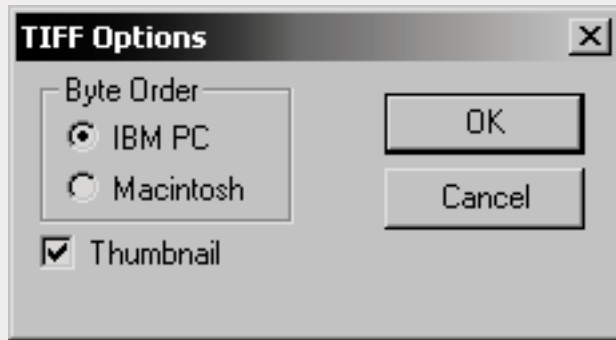 TIFF Options
Byte Order
IBM PC
Macintosh
Thumbnail
OK
Cancel